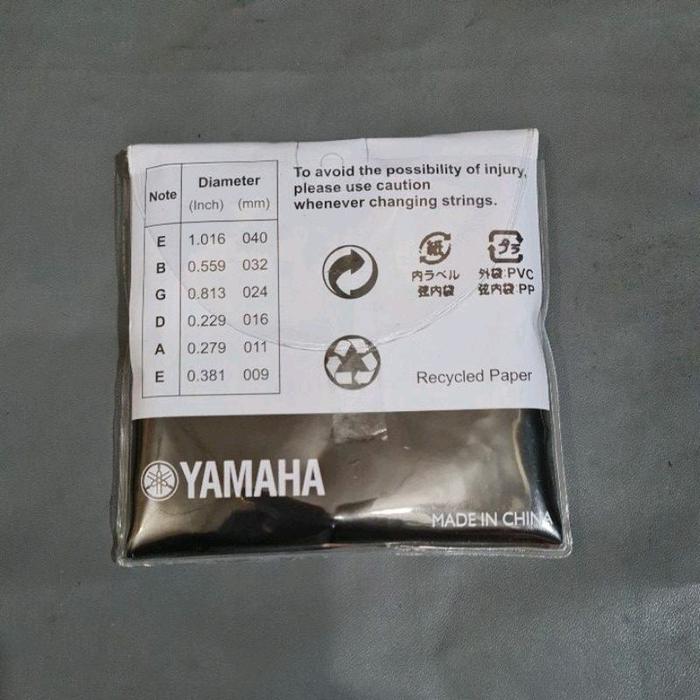 Note Diameter
(Inch) (mm)
E 1.016 040
B 0.559 032
G 0.813 024
D 0.229 016
A 0.279 011
E 0.381 009
To avoid the possibility of injury,
please use caution
whenever changing strings.
紙
内ラベル
弦内袋
プラ
外袋:PVC
弦内袋:PP
Recycled Paper
YAMAHA
MADE IN CHINA